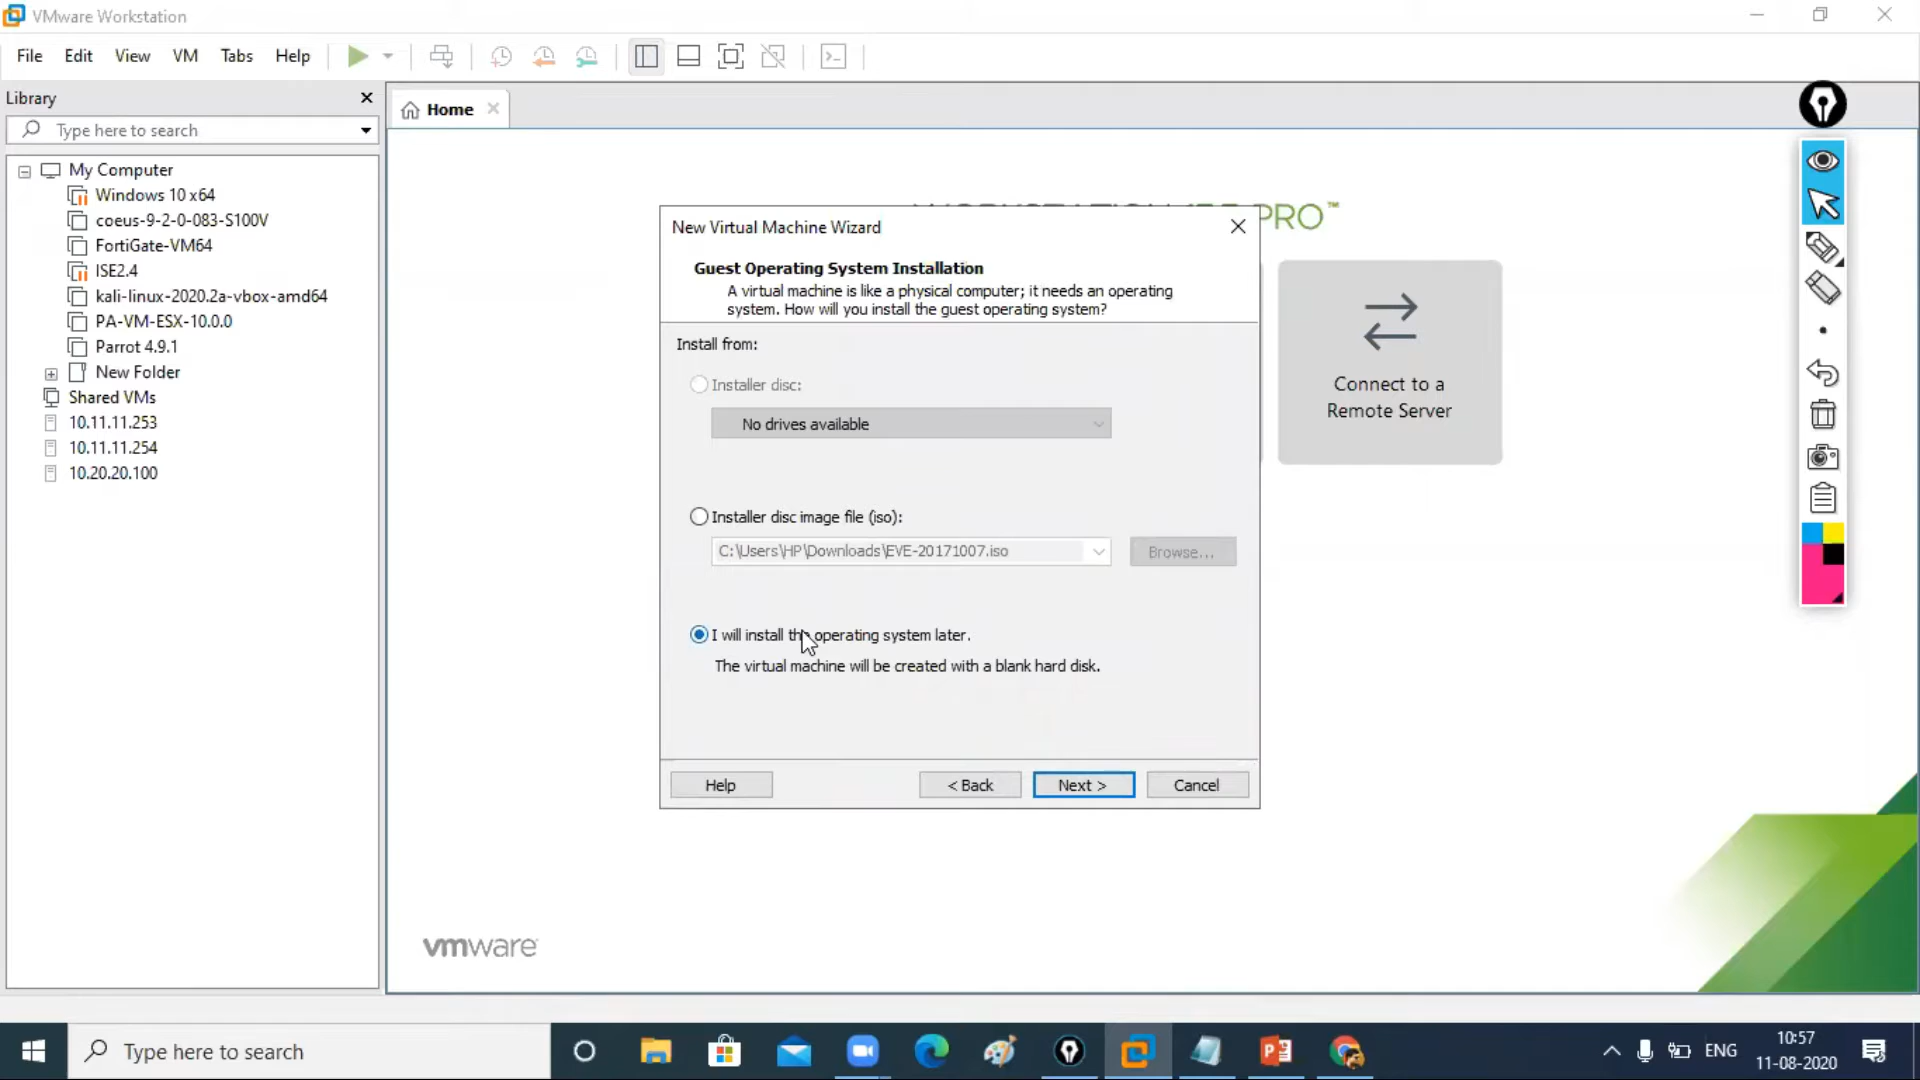 VMware Workstation
File Edit View VM Tabs Help
Library
Type here to search
Home
My Computer
Windows 10 x64
coeus-9-2-0-083-S100V
FortiGate-VM64
ISE2.4
kali-linux-2020.2a-vbox-amd64
PA-VM-ESX-10.0.0
Parrot 4.9.1
New Folder
Shared VMs
10.11.11.253
10.11.11.254
10.20.20.100
PRO™
New Virtual Machine Wizard
Guest Operating System Installation
A virtual machine is like a physical computer; it needs an operating
system. How will you install the guest operating system?
Install from:
Installer disc:
No drives available
Installer disc image file (iso):
C:\Users\HP\Downloads\EVE-20171007.iso
Browse...
I will install the operating system later.
The virtual machine will be created with a blank hard disk.
Help < Back Next > Cancel
Connect to a
Remote Server
vmware
Type here to search
ENG
10:57
11-08-2020